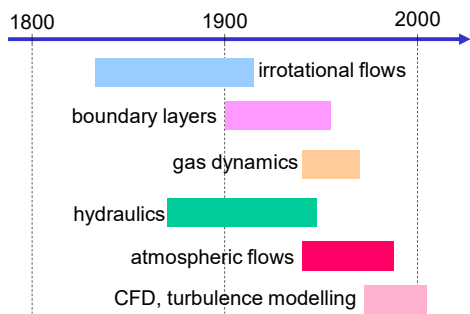 1800 1900 2000
irrotational flows
boundary layers
gas dynamics
hydraulics
atmospheric flows
CFD, turbulence modelling